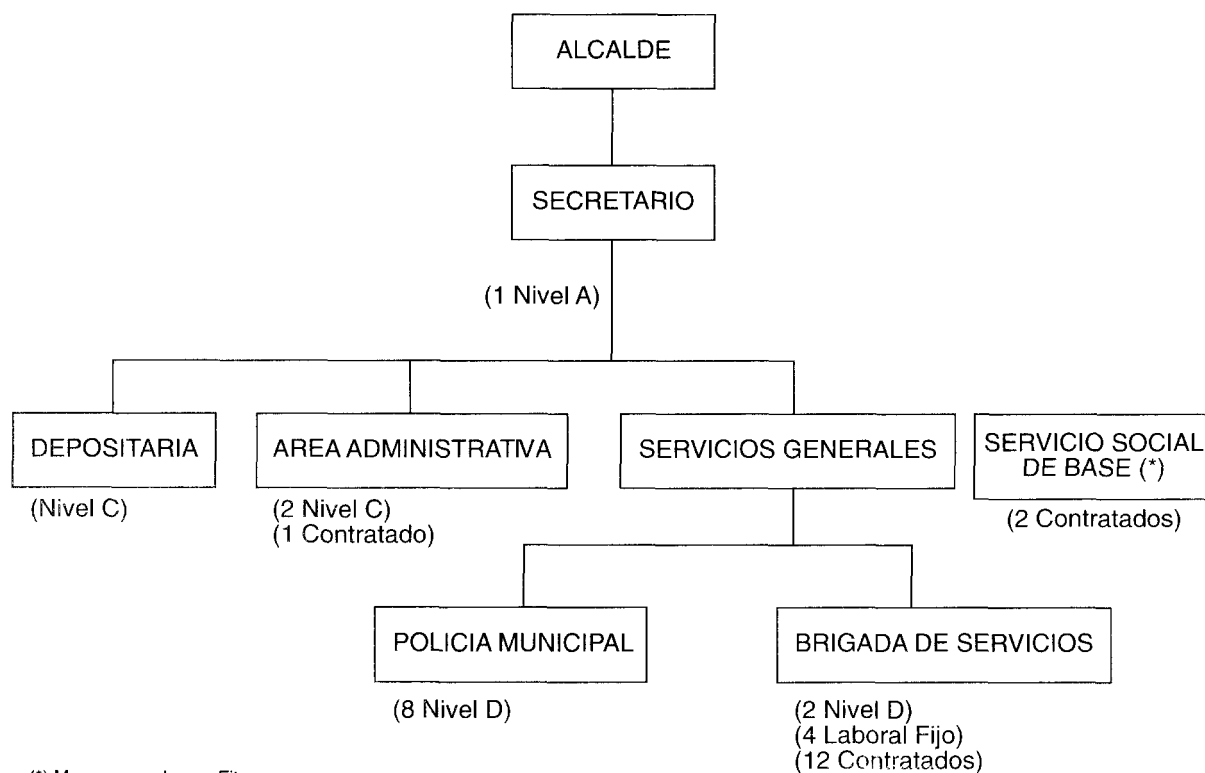 ALCALDE
SECRETARIO
(1 Nivel A)
DEPOSITARIA
AREA ADMINISTRATIVA
SERVICIOS GENERALES
SERVICIO SOCIAL
DE BASE (*)
(Nivel C)
(2 Nivel C)
(1 Contratado)
(2 Contratados)
POLICIA MUNICIPAL
BRIGADA DE SERVICIOS
(8 Nivel D)
(2 Nivel D)
(4 Laboral Fijo)
(12 Contratados)
(*)